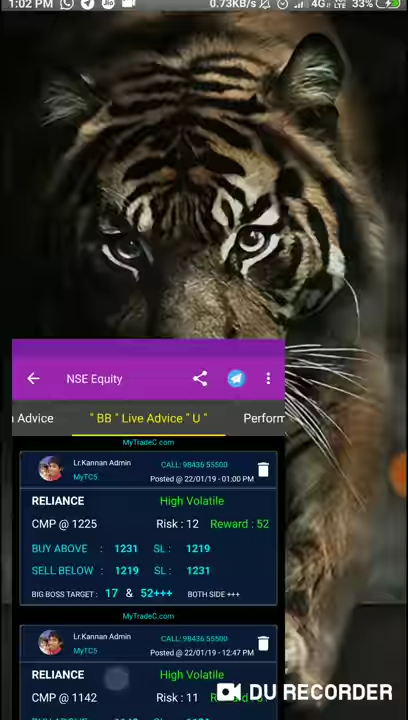 1:02 PM 0.73KB/s 4G LTE 33%
NSE Equity
Advice " BB " Live Advice " U " Perform
MyTradeC.com
Lr.Kannan Admin CALL: 98436 55500
MyTC5 Posted @ 22/01/19 - 01:00 PM
RELIANCE High Volatile
CMP @ 1225 Risk : 12 Reward : 52
BUY ABOVE : 1231 SL : 1219
SELL BELOW : 1219 SL : 1231
BIG BOSS TARGET : 17 & 52+++ BOTH SIDE +++
MyTradeC.com
Lr.Kannan Admin CALL: 98436 55500
MyTC5 Posted @ 22/01/19 - 12:47 PM
RELIANCE High Volatile
CMP @ 1142 Risk : 11
DU RECORDER